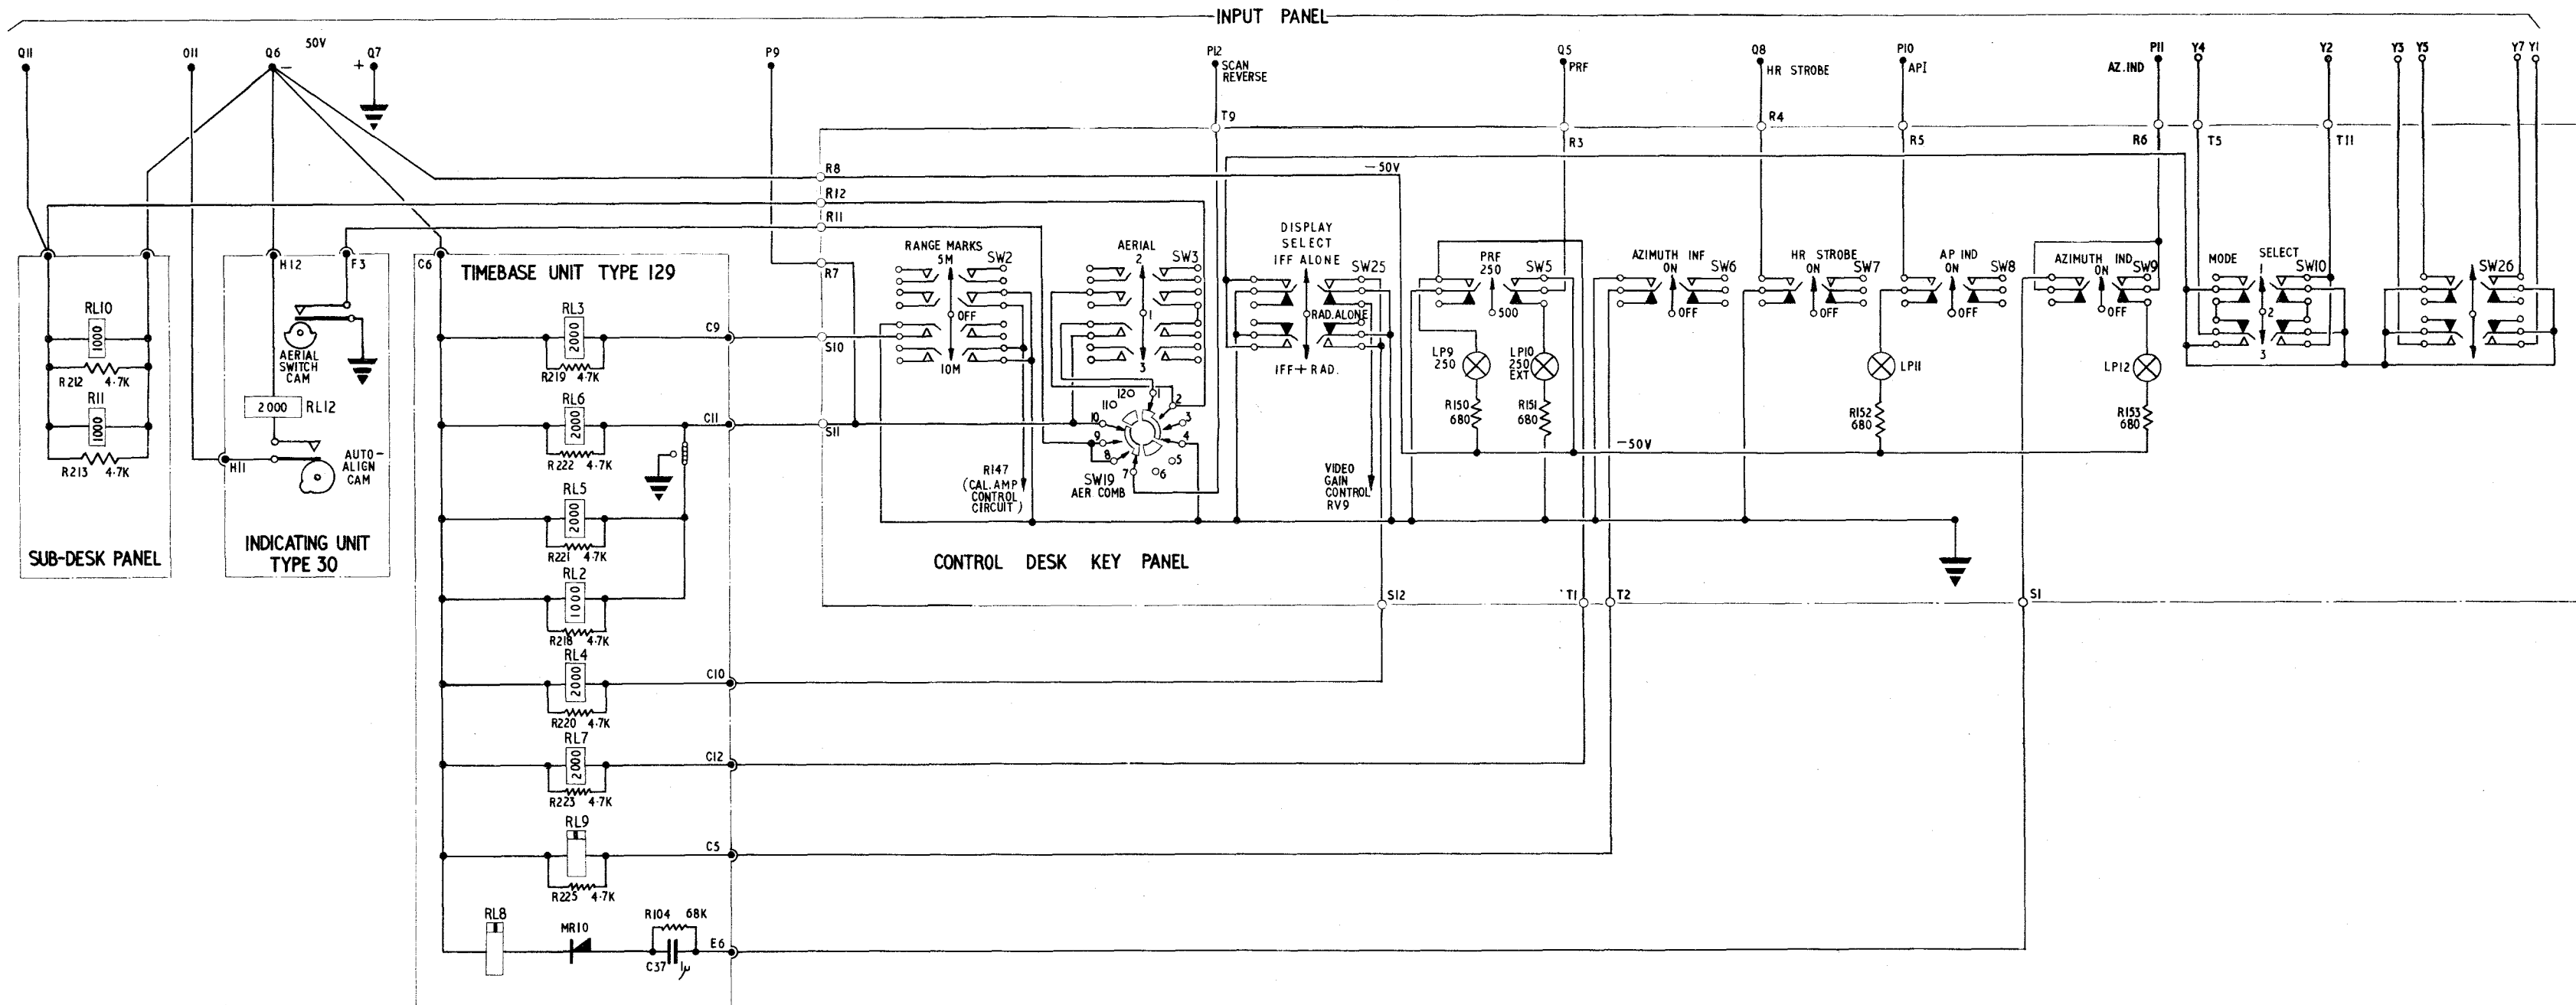 INPUT PANEL
Q11
O11
Q6
50V
−
+
Q7
P9
P12
SCAN
REVERSE
Q5
PRF
Q8
HR STROBE
P10
API
P11
AZ.IND
Y4
Y2
Y3
Y5
Y7
Y1
T9
R3
R4
R5
R6
T5
T11
R8
R12
R11
R7
−50V
H12
F3
C6
TIMEBASE UNIT TYPE 129
RL10
1000
R212 4·7K
R11
1000
R213 4·7K
SUB-DESK PANEL
AERIAL
SWITCH
CAM
2000
RL12
H11
AUTO-
ALIGN
CAM
INDICATING UNIT
TYPE 30
RL3
2000
R219 4·7K
C9
S10
RL6
2000
R222 4·7K
C11
S11
RL5
2000
R221 4·7K
RL2
1000
R218 4·7K
RL4
2000
R220 4·7K
C10
RL7
2000
R223 4·7K
C12
RL9
R225 4·7K
C5
RL8
MR10
R104 68K
C37 1µ
E6
RANGE MARKS
5M
SW2
OFF
10M
R147
(CAL.AMP
CONTROL
CIRCUIT)
AERIAL
2
SW3
1
3
12
1
11
2
10
3
9
4
8
5
7
6
SW19
AER COMB
DISPLAY
SELECT
IFF ALONE
SW25
RAD.ALONE
IFF+RAD.
VIDEO
GAIN
CONTROL
RV9
PRF
250
SW5
500
LP9
250
LP10
250
EXT
R150
680
R151
680
−50V
AZIMUTH INF
ON
SW6
OFF
HR STROBE
ON
SW7
OFF
AP IND
ON
SW8
OFF
LP11
R152
680
AZIMUTH IND
ON
SW9
OFF
LP12
R153
680
MODE SELECT
1
SW10
2
3
SW26
CONTROL DESK KEY PANEL
S12
T1
T2
S1